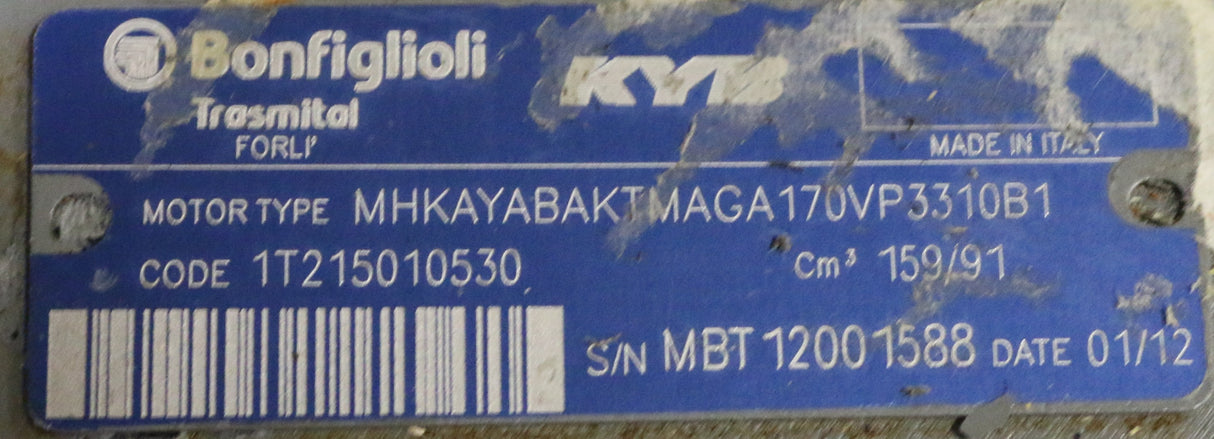 Bonfiglioli
Trasmital
FORLI'
KYB
MADE IN ITALY
MOTOR TYPE MHKAYABAKTMAGA170VP3310B1
CODE 1T215010530
Cm³ 159/91
S/N MBT 12001588 DATE 01/12